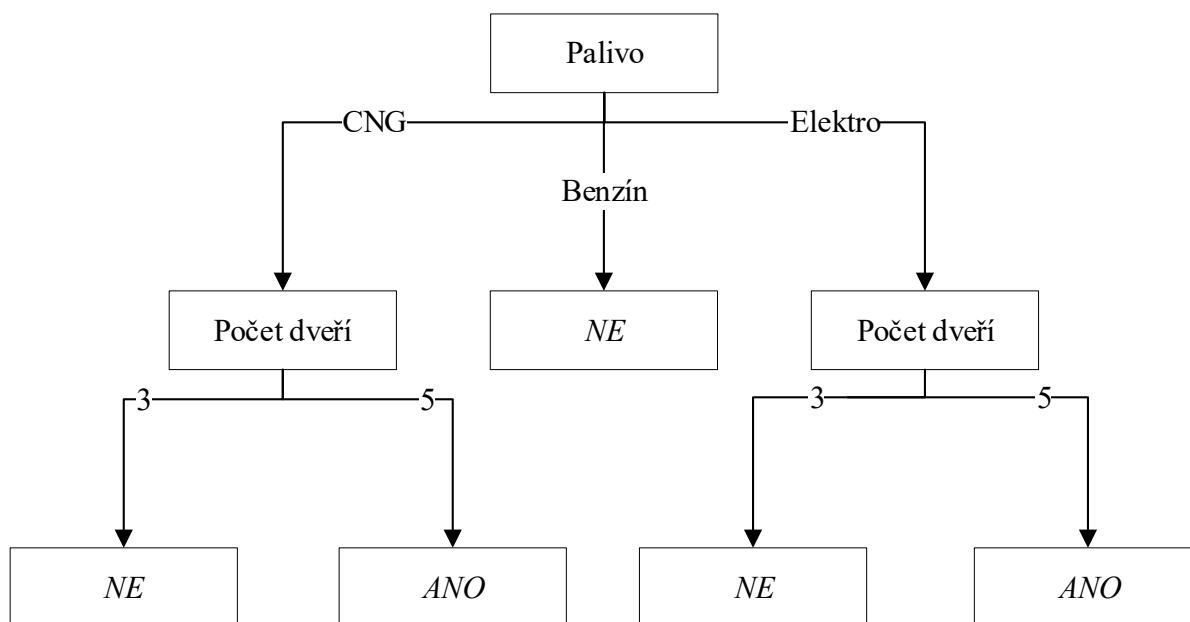 Palivo
CNG
Elektro
Benzín
Počet dveří
NE
Počet dveří
3
5
3
5
NE
ANO
NE
ANO